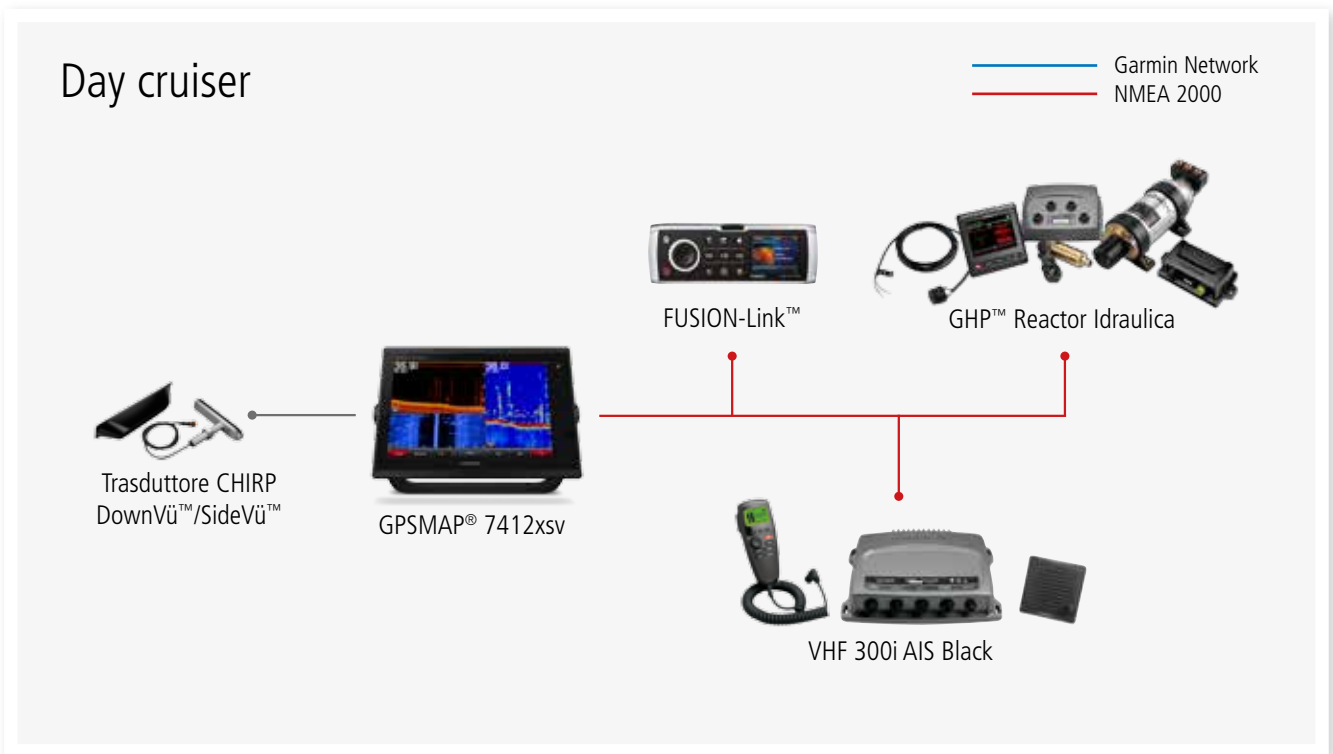 Day cruiser
Garmin Network
NMEA 2000
FUSION-Link™
GHP™ Reactor Idraulica
Trasduttore CHIRP
DownVü™/SideVü™
GPSMAP® 7412xsv
VHF 300i AIS Black